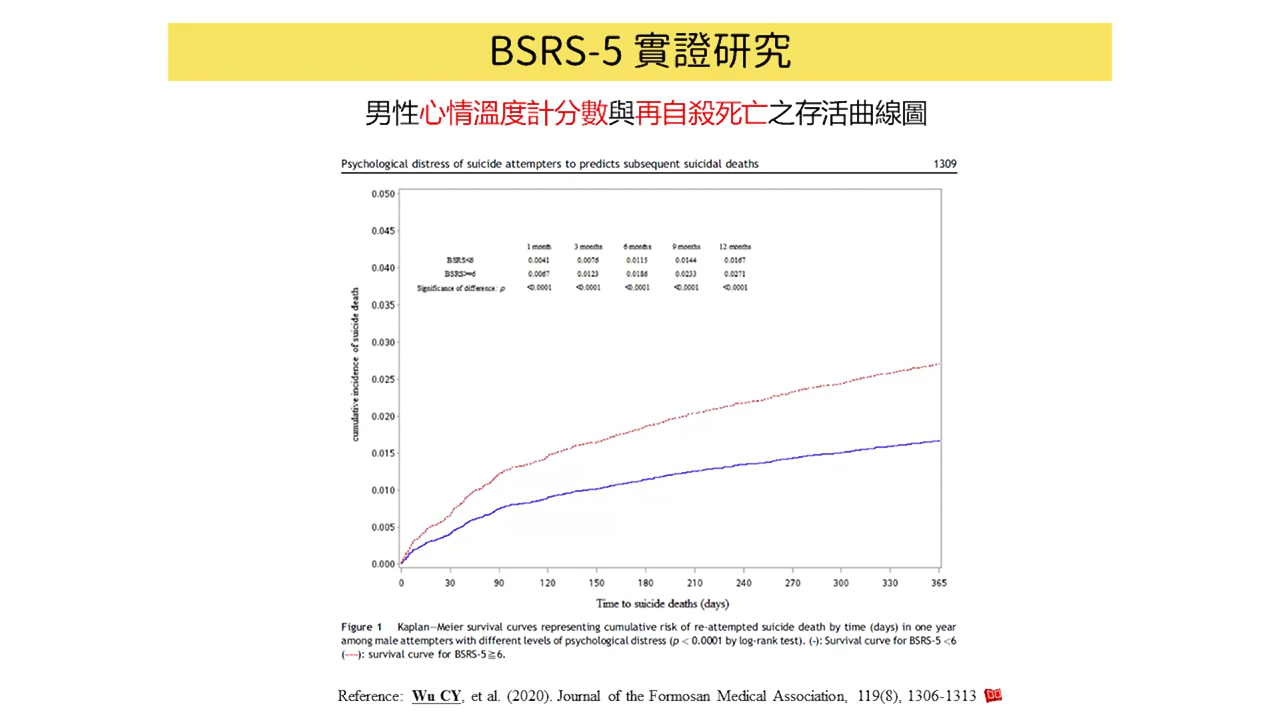 BSRS-5 實證研究
男性心情溫度計分數與再自殺死亡之存活曲線圖
Psychological distress of suicide attempters to predicts subsequent suicidal deaths 1309
0.050
0.045
0.040
0.035
0.030
0.025
0.020
0.015
0.010
0.005
0.000
cumulative incidence of suicide death
1 month 3 months 6 months 9 months 12 months
BSRS<6 0.0041 0.0076 0.0115 0.0144 0.0167
BSRS>=6 0.0067 0.0123 0.0186 0.0233 0.0271
Significance of difference: p <0.0001 <0.0001 <0.0001 <0.0001 <0.0001
0 30 90 120 150 180 210 240 270 300 330 365
Time to suicide deaths (days)
Figure 1 Kaplan–Meier survival curves representing cumulative risk of re-attempted suicide death by time (days) in one year
among male attempters with different levels of psychological distress (p < 0.0001 by log-rank test). (-): Survival curve for BSRS-5 <6
(---): survival curve for BSRS-5≧6.
Reference: Wu CY, et al. (2020). Journal of the Formosan Medical Association, 119(8), 1306-1313